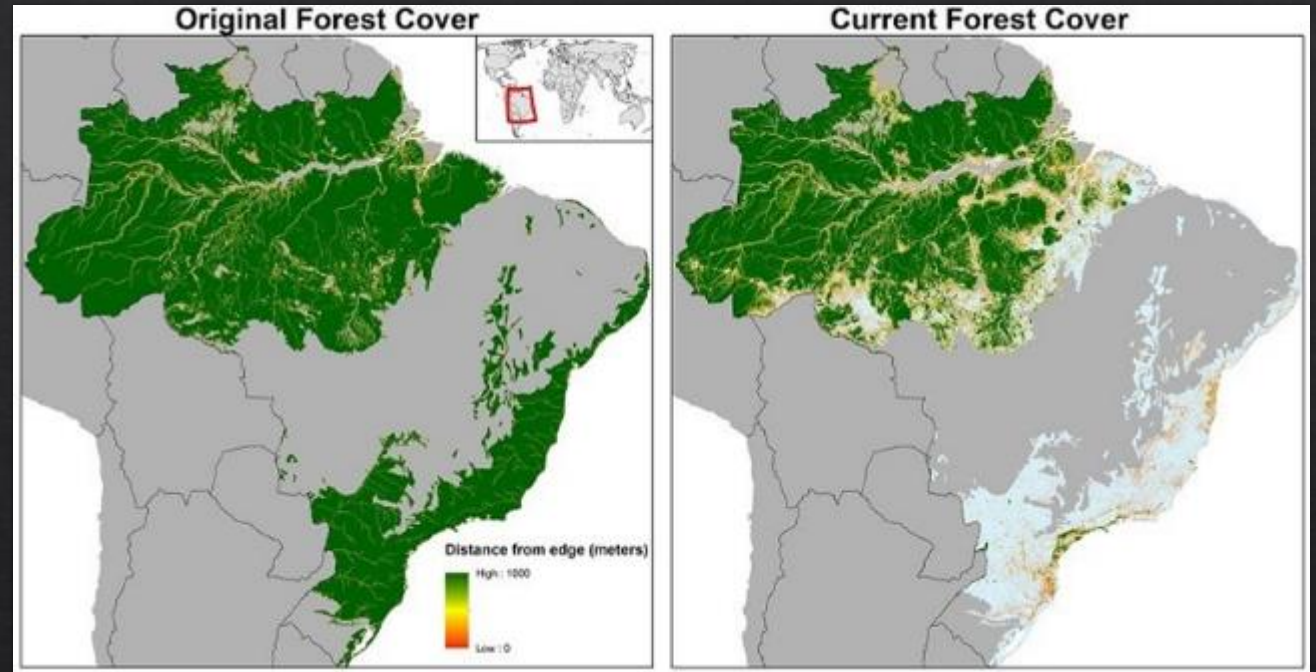 Original Forest Cover
Current Forest Cover
Distance from edge (meters)
High : 1000
Low : 0